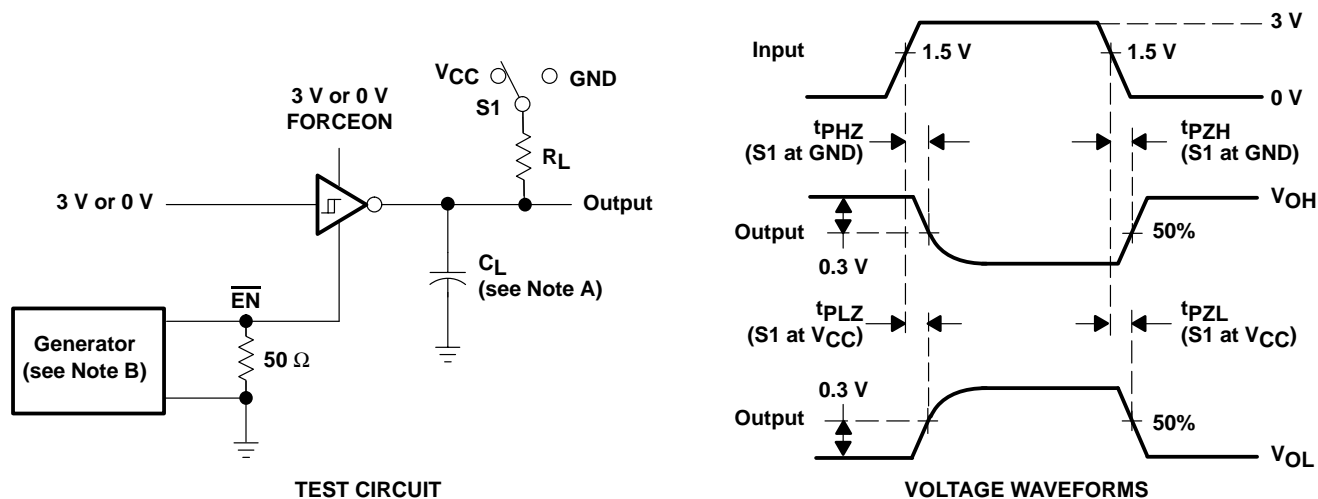 3 V or 0 V
FORCEON
VCC
GND
S1
RL
3 V or 0 V
Output
CL
(see Note A)
EN
Generator
(see Note B)
50 Ω
TEST CIRCUIT
Input
1.5 V
1.5 V
3 V
0 V
tPHZ
(S1 at GND)
tPZH
(S1 at GND)
Output
0.3 V
VOH
50%
tPLZ
(S1 at VCC)
tPZL
(S1 at VCC)
0.3 V
Output
50%
VOL
VOLTAGE WAVEFORMS